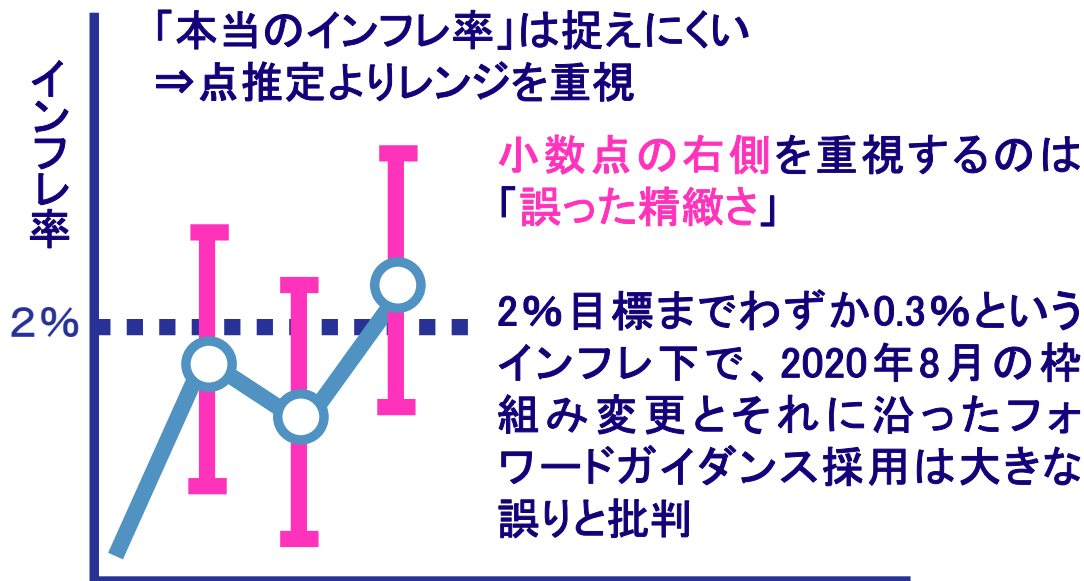 「本当のインフレ率」は捉えにくい
⇒点推定よりレンジを重視
インフレ率
小数点の右側を重視するのは
「誤った精緻さ」
2%
2%目標までわずか0.3%という
インフレ下で、2020年8月の枠
組み変更とそれに沿ったフォ
ワードガイダンス採用は大きな
誤りと批判